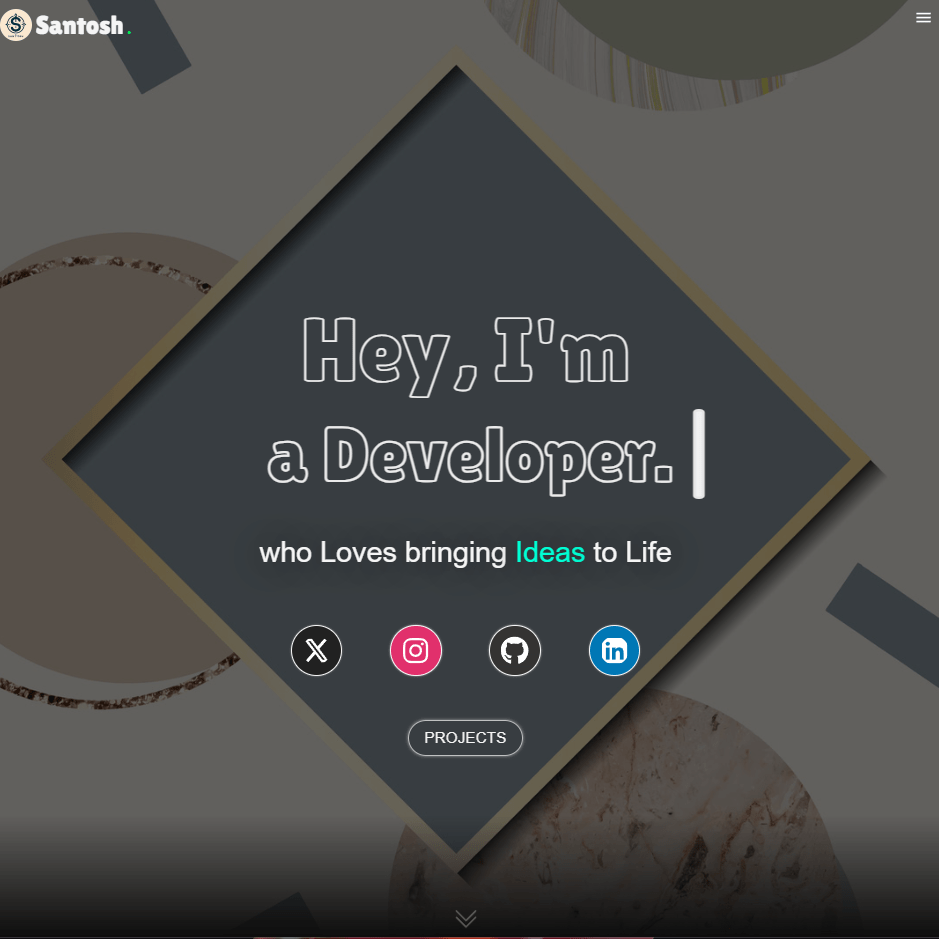 Santosh.
Hey, I'm
a Developer.
who Loves bringing Ideas to Life
PROJECTS